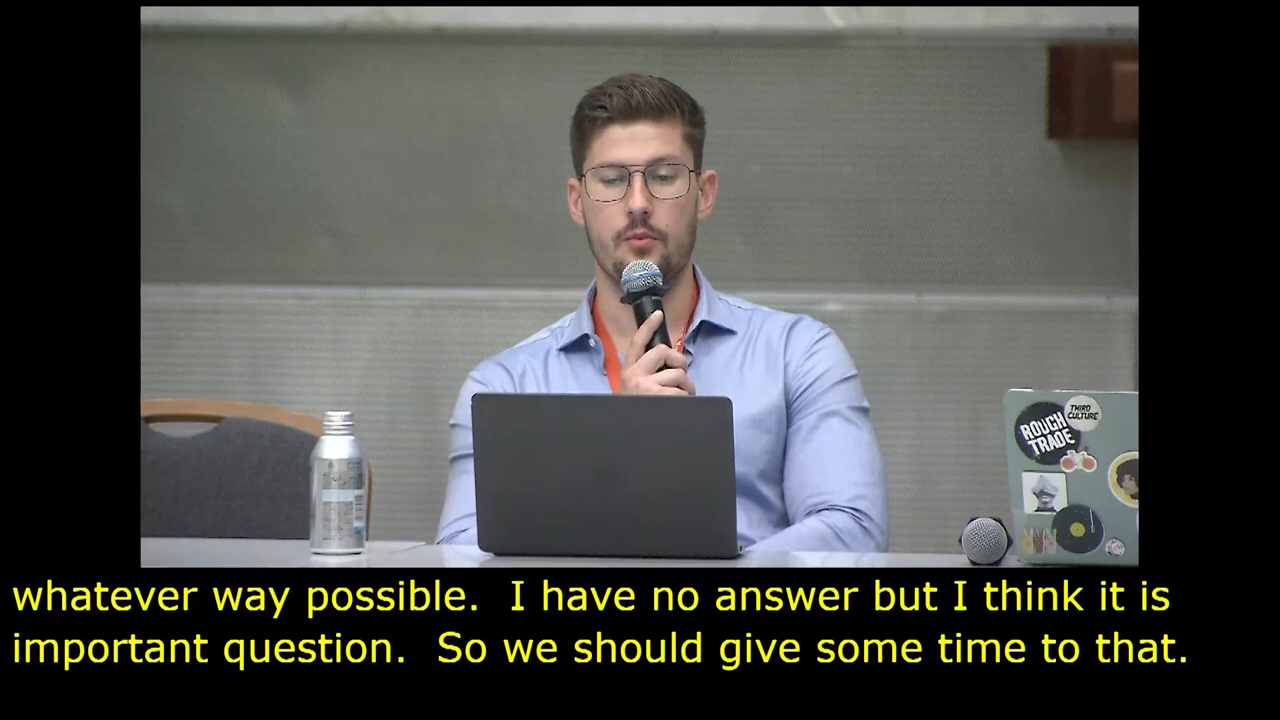 THIRD
CULTURE
ROUGH
TRADE
whatever way possible.  I have no answer but I think it is
important question.  So we should give some time to that.